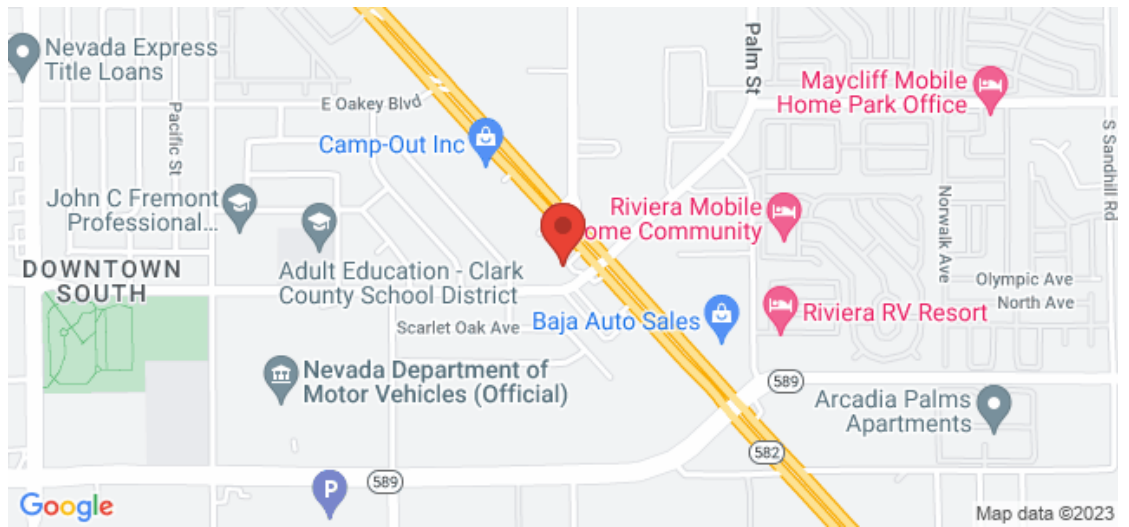 Nevada Express
Title Loans
Palm St
Maycliff Mobile
Home Park Office
E Oakey Blvd
Pacific St
Camp-Out Inc
S Sandhill Rd
John C Fremont
Professional...
Riviera Mobile
ome Community
Norwalk Ave
DOWNTOWN
SOUTH
Adult Education - Clark
County School District
Olympic Ave
North Ave
Scarlet Oak Ave
Baja Auto Sales
Riviera RV Resort
Nevada Department of
Motor Vehicles (Official)
589
Arcadia Palms
Apartments
582
589
P
Google
Map data ©2023